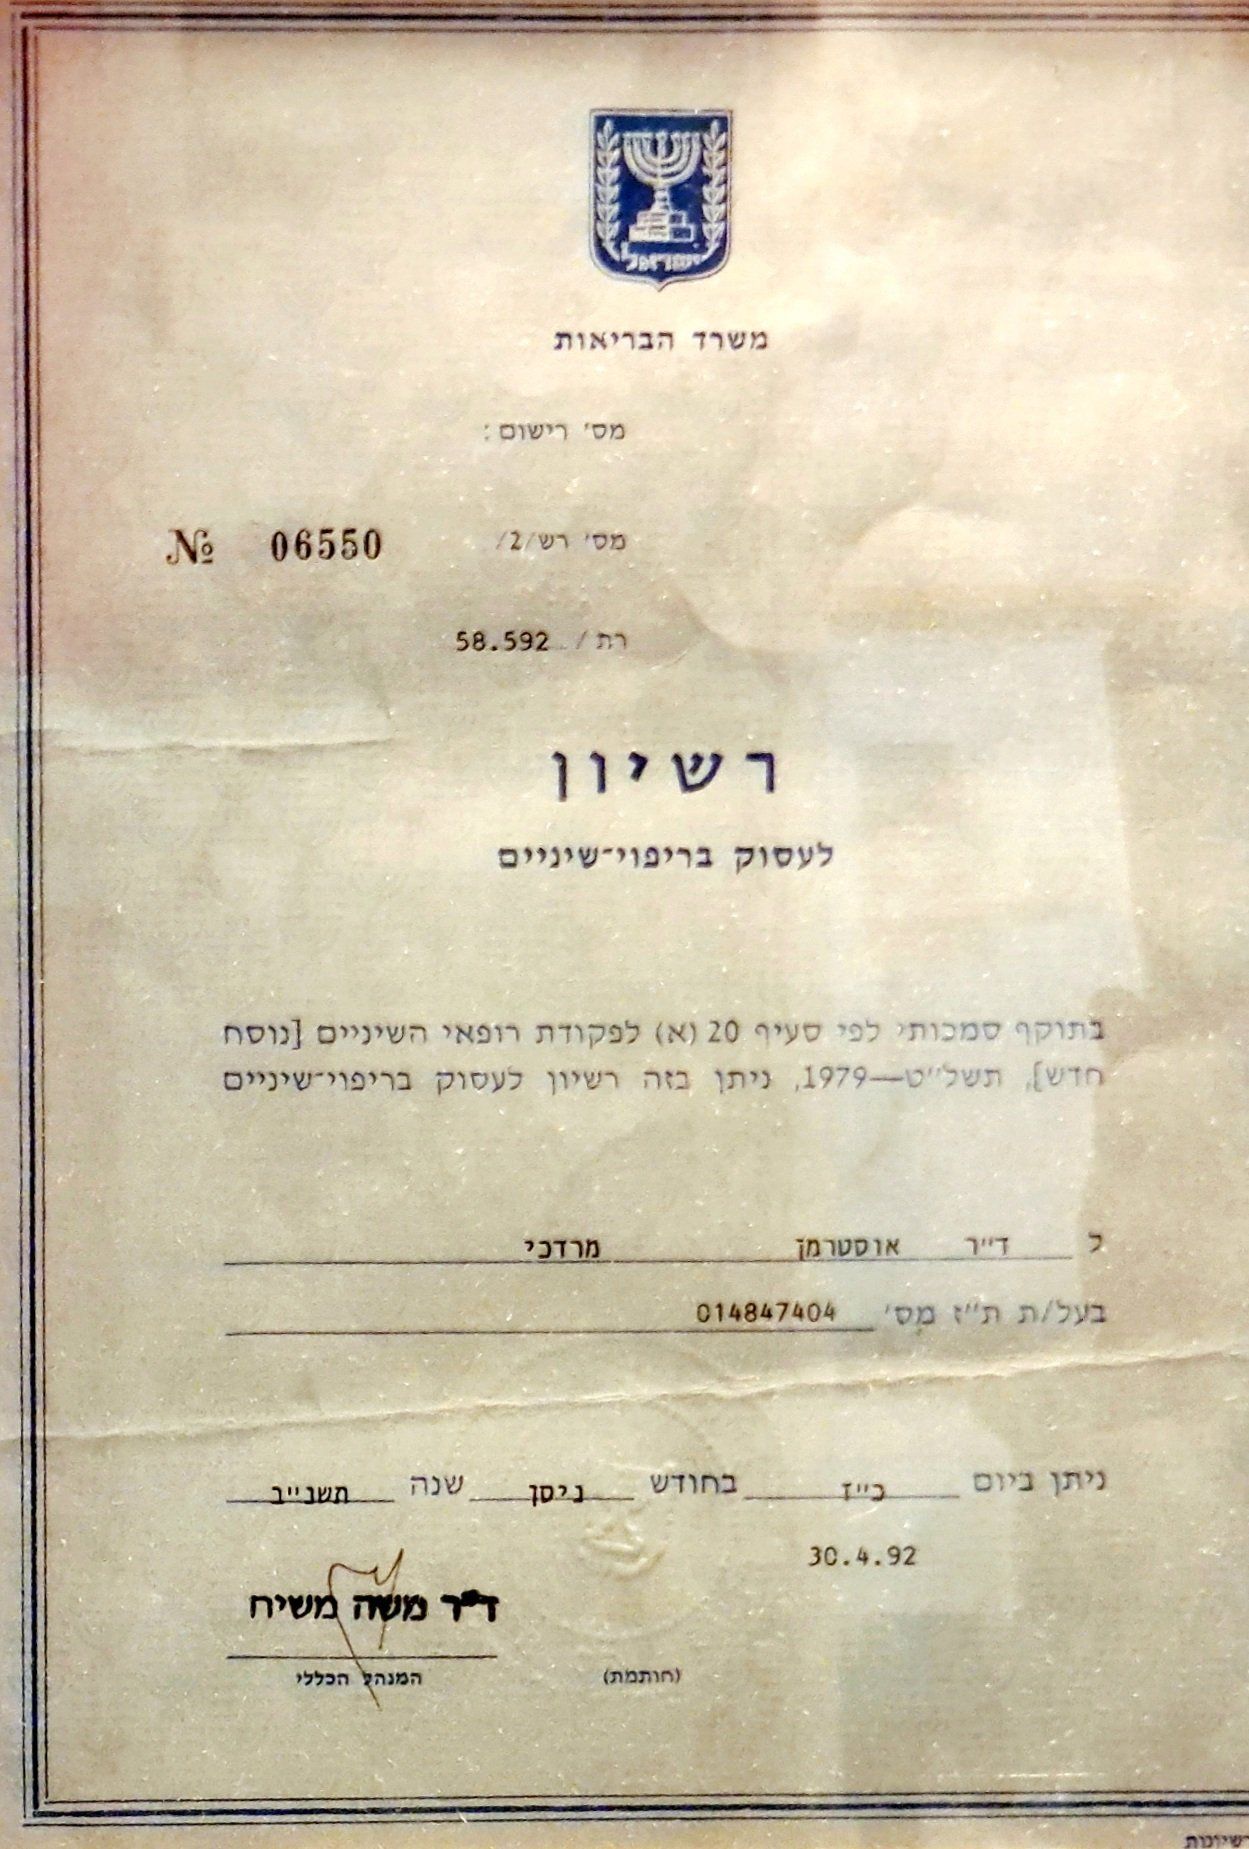 ישראל
משרד הבריאות
מס׳ רישום:
מס׳ רש/2/ № 06550
רת/ 58.592
רשיון
לעסוק בריפוי־שיניים
בתוקף סמכותי לפי סעיף 20(א) לפקודת רופאי השיניים [נוסח
חדש], תשל״ט—1979, ניתן בזה רשיון לעסוק בריפוי־שיניים
ל ד״ר אוסטרמן מרדכי
בעל/ת ת״ז מס׳ 014847404
ניתן ביום כ״ז בחודש ניסן שנה תשנ״ב
30.4.92
ד״ר משה משיח
(חותמת) המנהל הכללי
רשיונות